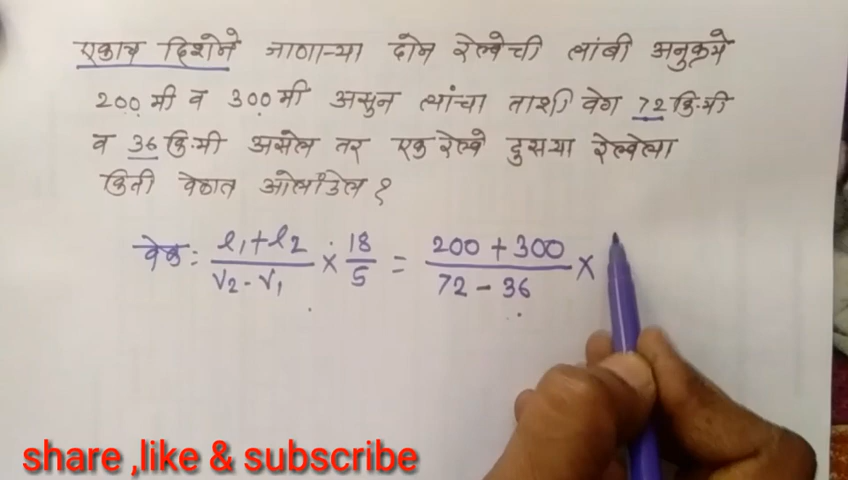 एकाच दिशेने जाणाऱ्या दोन रेल्वेची लांबी अनुक्रमे
200 मी व 300 मी असुन त्यांचा ताशी वेग 72 कि.मी
व 36 कि.मी असेल तर एक रेल्वे दुसऱ्या रेल्वेला
किती वेळात ओलांडेल ?
वेळ : l₁+l₂ / V₂-V₁ × 18/5 = 200+300 / 72-36 ×
share ,like & subscribe